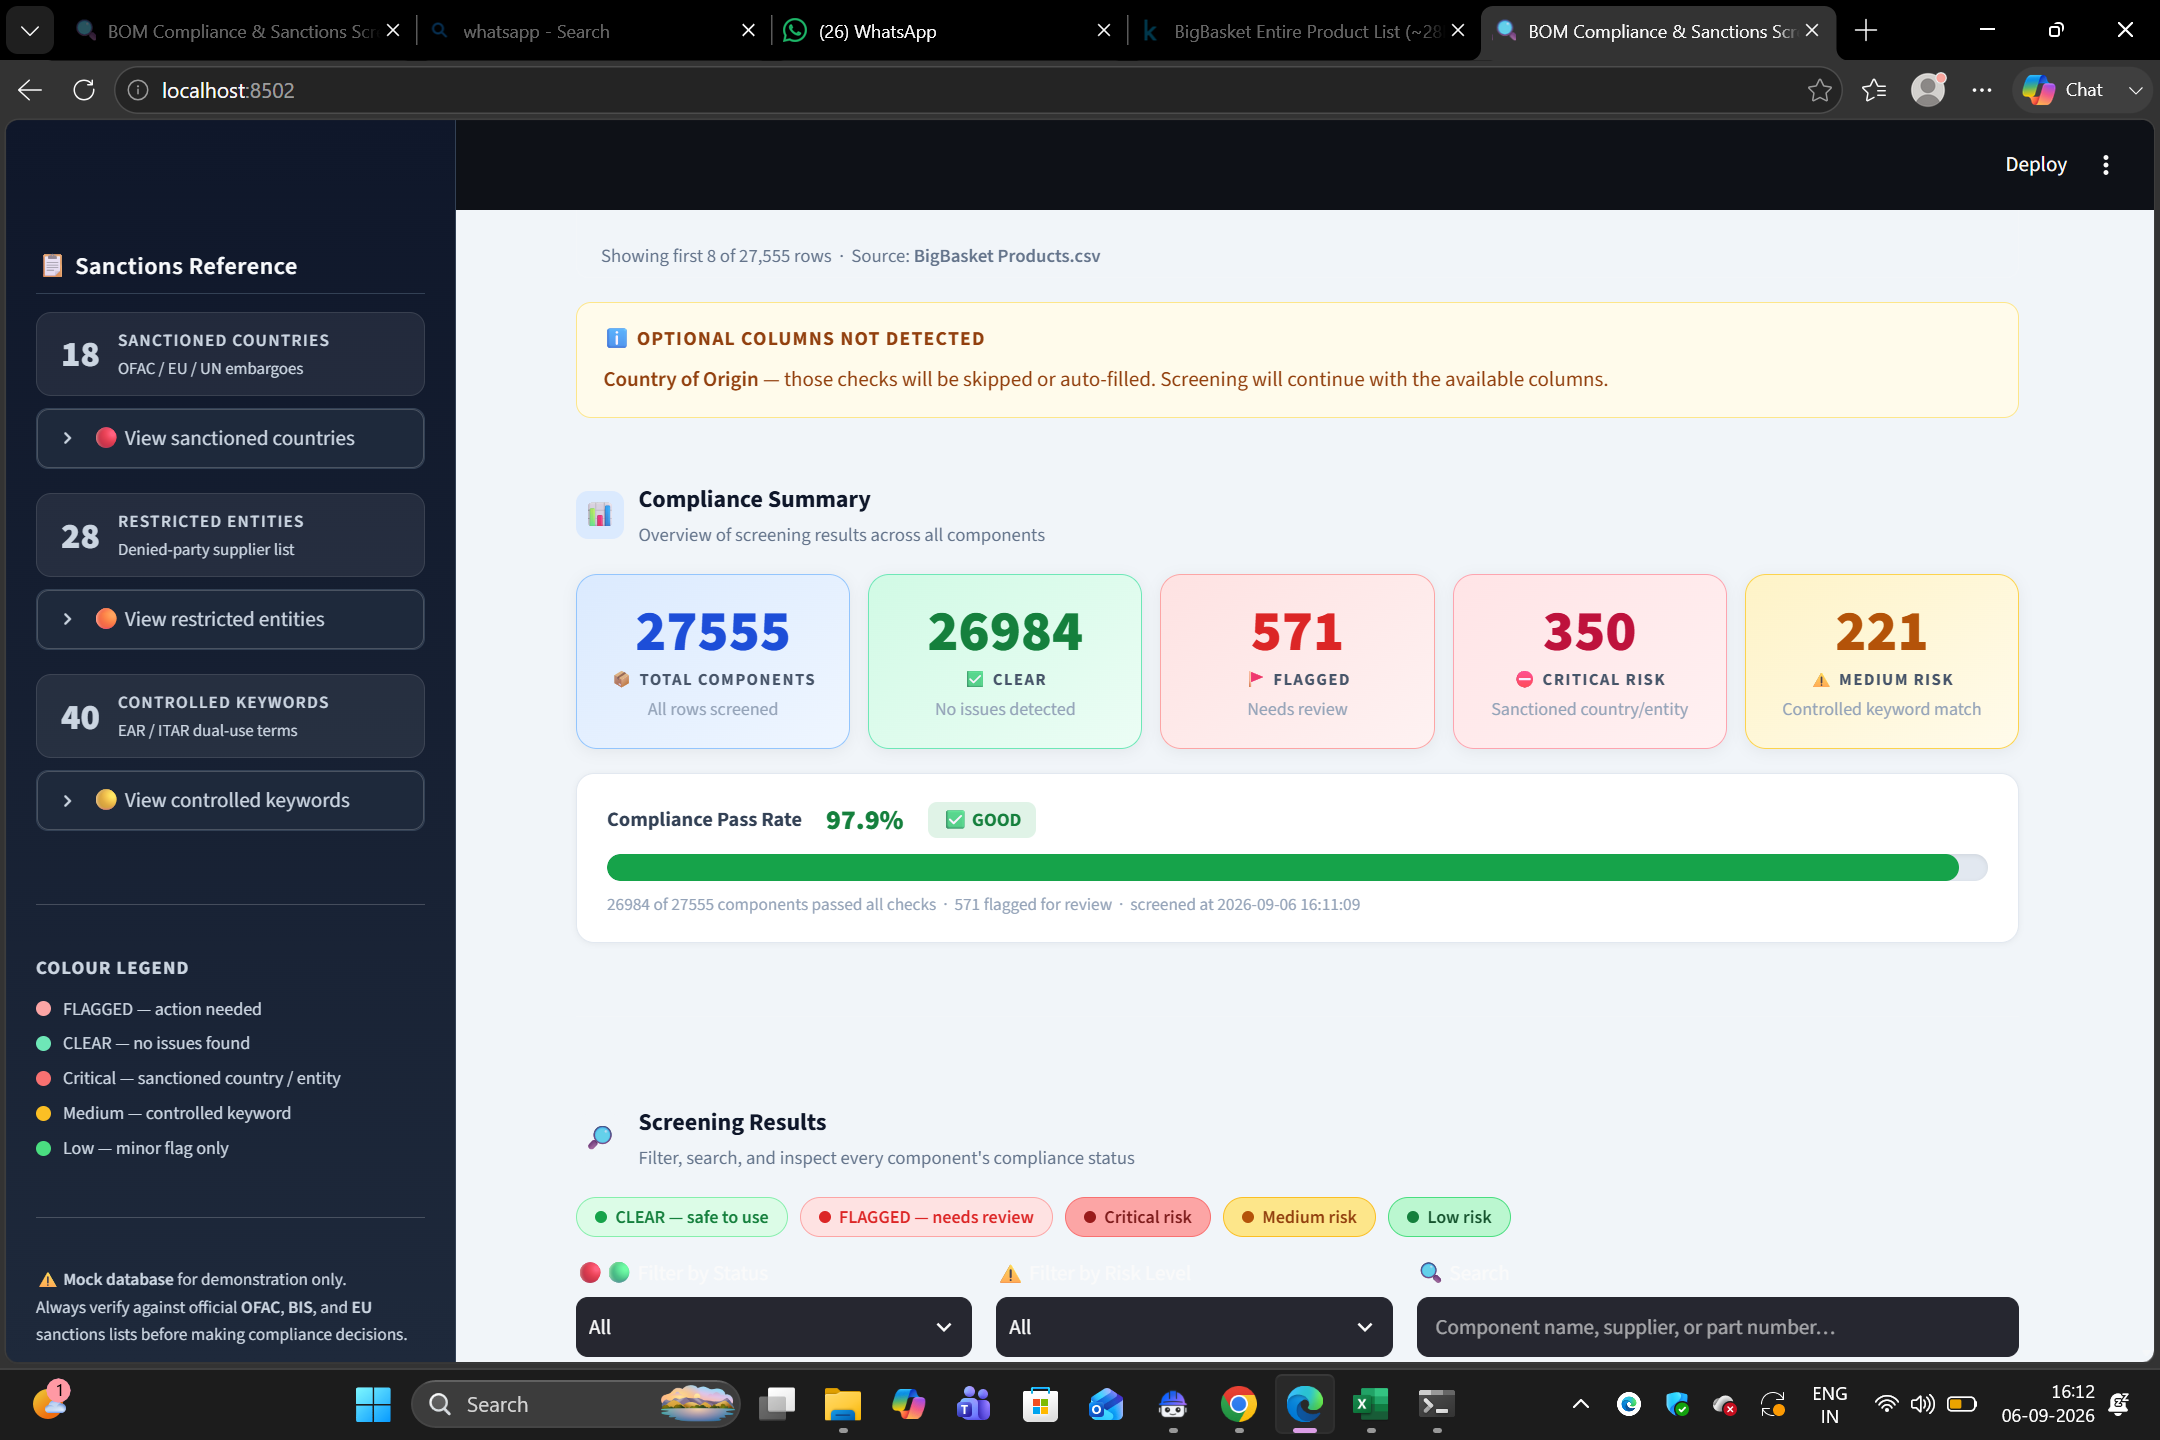 BOM Compliance & Sanctions Scr
whatsapp - Search
(26) WhatsApp
BigBasket Entire Product List (~28
BOM Compliance & Sanctions Scr
localhost:8502
Chat
Deploy
Sanctions Reference
18
SANCTIONED COUNTRIES
OFAC / EU / UN embargoes
View sanctioned countries
28
RESTRICTED ENTITIES
Denied-party supplier list
View restricted entities
40
CONTROLLED KEYWORDS
EAR / ITAR dual-use terms
View controlled keywords
COLOUR LEGEND
FLAGGED — action needed
CLEAR — no issues found
Critical — sanctioned country / entity
Medium — controlled keyword
Low — minor flag only
Mock database for demonstration only.
Always verify against official OFAC, BIS, and EU
sanctions lists before making compliance decisions.
Showing first 8 of 27,555 rows · Source: BigBasket Products.csv
OPTIONAL COLUMNS NOT DETECTED
Country of Origin — those checks will be skipped or auto-filled. Screening will continue with the available columns.
Compliance Summary
Overview of screening results across all components
27555
TOTAL COMPONENTS
All rows screened
26984
CLEAR
No issues detected
571
FLAGGED
Needs review
350
CRITICAL RISK
Sanctioned country/entity
221
MEDIUM RISK
Controlled keyword match
Compliance Pass Rate 97.9% GOOD
26984 of 27555 components passed all checks · 571 flagged for review · screened at 2026-09-06 16:11:09
Screening Results
Filter, search, and inspect every component's compliance status
CLEAR — safe to use
FLAGGED — needs review
Critical risk
Medium risk
Low risk
Filter by Status
Filter by Risk Level
Search
All
All
Component name, supplier, or part number…
1
Search
ENG
IN
16:12
06-09-2026